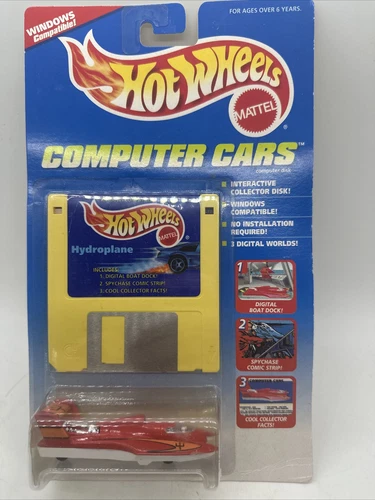 WINDOWS
Compatible!
FOR AGES OVER 6 YEARS.
Hot Wheels
MATTEL
®
COMPUTER CARS™
computer disk
INTERACTIVE
COLLECTOR DISK!
WINDOWS
COMPATIBLE!
NO INSTALLATION
REQUIRED!
3 DIGITAL WORLDS!
Hot Wheels
MATTEL
Hydroplane
INCLUDES:
1. DIGITAL BOAT DOCK!
2. SPYCHASE COMIC STRIP!
3. COOL COLLECTOR FACTS!
1
DIGITAL
BOAT DOCK!
2
SPYCHASE
COMIC STRIP!
3
COOL COLLECTOR
FACTS!